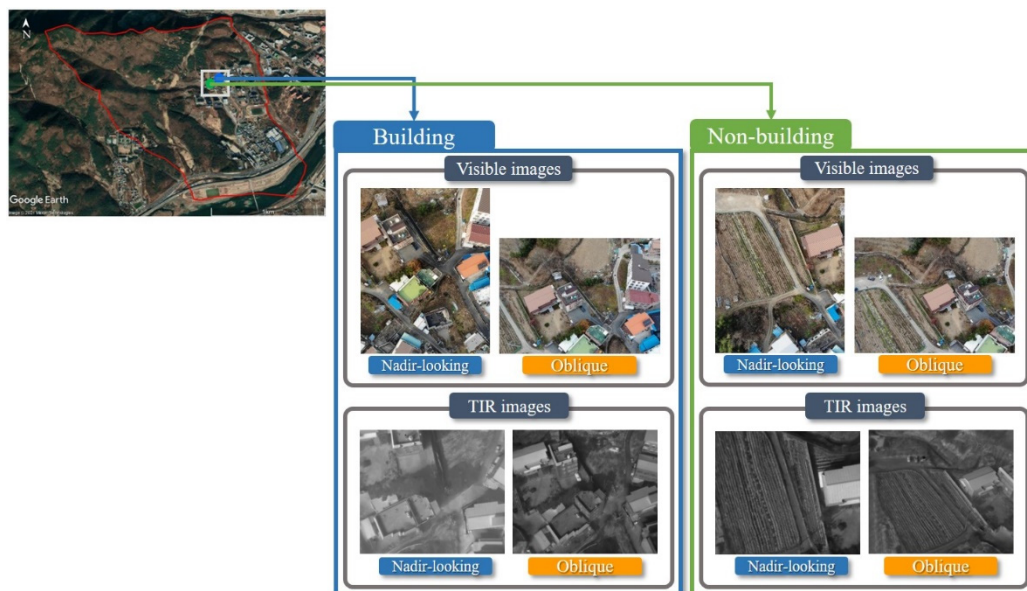 N
Google Earth
Building
Non-building
Visible images
Nadir-looking
Oblique
TIR images
Nadir-looking
Oblique
Visible images
Nadir-looking
Oblique
TIR images
Nadir-looking
Oblique